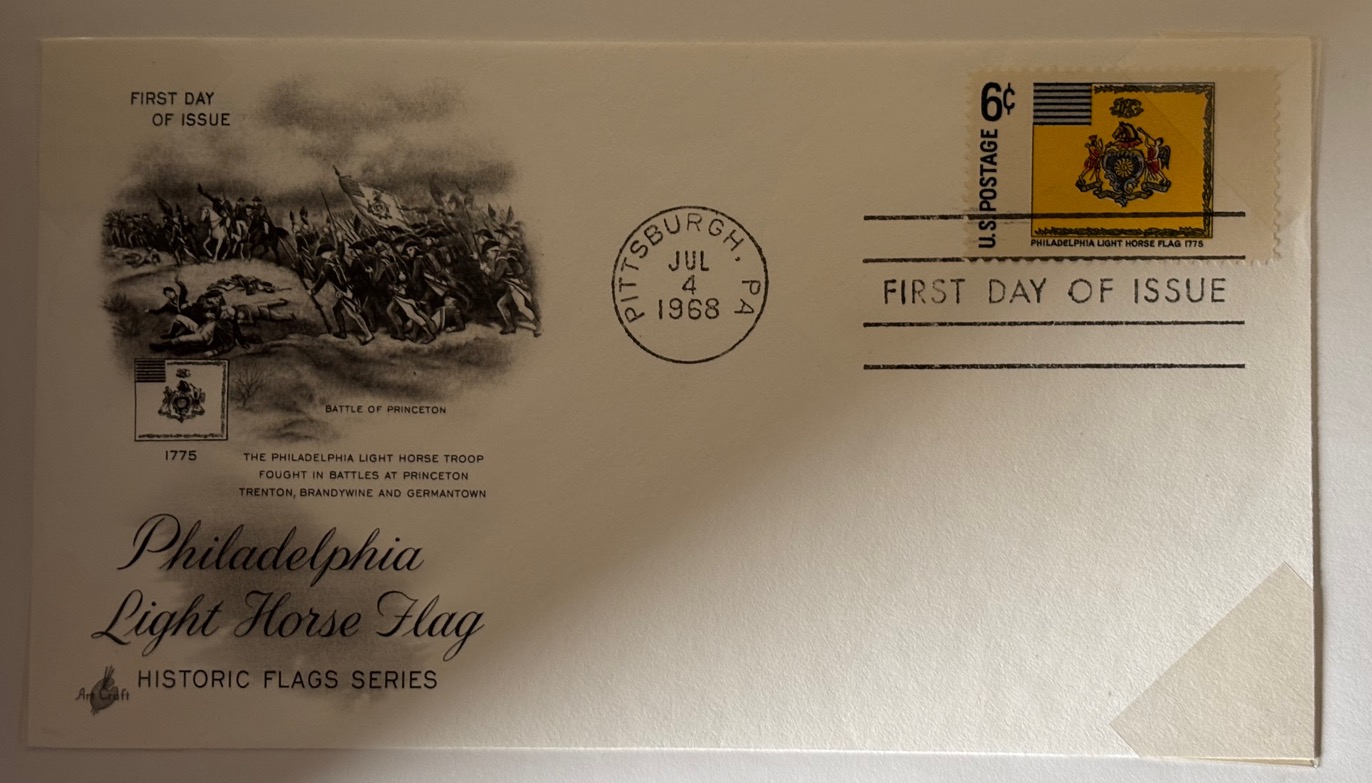 FIRST DAY
OF ISSUE
BATTLE OF PRINCETON
1775
THE PHILADELPHIA LIGHT HORSE TROOP
FOUGHT IN BATTLES AT PRINCETON
TRENTON, BRANDYWINE AND GERMANTOWN
Philadelphia
Light Horse Flag
HISTORIC FLAGS SERIES
Art Craft
PITTSBURGH, PA
JUL
4
1968
U.S. POSTAGE 6¢
PHILADELPHIA LIGHT HORSE FLAG 1775
FIRST DAY OF ISSUE